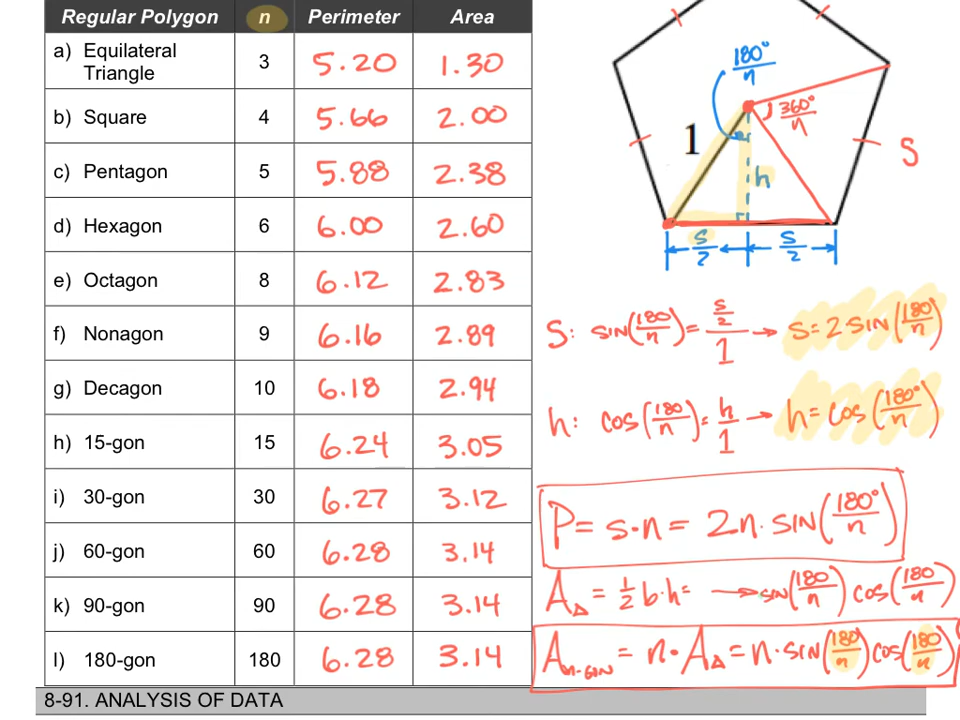 Regular Polygon n Perimeter Area
a) Equilateral Triangle 3 5.20 1.30
b) Square 4 5.66 2.00
c) Pentagon 5 5.88 2.38
d) Hexagon 6 6.00 2.60
e) Octagon 8 6.12 2.83
f) Nonagon 9 6.16 2.89
g) Decagon 10 6.18 2.94
h) 15-gon 15 6.24 3.05
i) 30-gon 30 6.27 3.12
j) 60-gon 60 6.28 3.14
k) 90-gon 90 6.28 3.14
l) 180-gon 180 6.28 3.14
8-91. ANALYSIS OF DATA
180°/n
360°/n
1
h
S
s/2 s/2
S: sin(180/n) = (s/2)/1 → s = 2 sin(180/n)
h: cos(180/n) = h/1 → h = cos(180°/n)
P = s·n = 2n·sin(180°/n)
A△ = 1/2 b·h = → sin(180/n) cos(180/n)
An-gon = n·A△ = n·sin(180/n) cos(180/n)